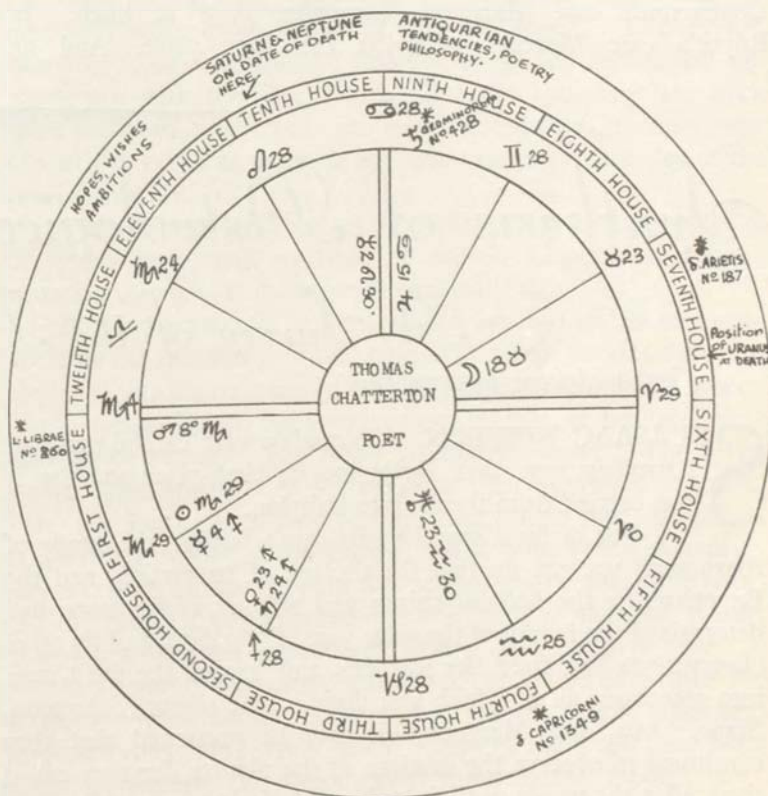 SATURN & NEPTUNE
ON DATE OF DEATH
HERE
ANTIQUARIAN
TENDENCIES, POETRY
PHILOSOPHY.
HOPES, WISHES
AMBITIONS
TENTH HOUSE
NINTH HOUSE
EIGHTH HOUSE
SEVENTH HOUSE
SIXTH HOUSE
FIFTH HOUSE
FOURTH HOUSE
THIRD HOUSE
SECOND HOUSE
FIRST HOUSE
TWELFTH HOUSE
ELEVENTH HOUSE
♋28
Nº 428
♊28
♉23
* δ ARIETIS
Nº 187
Position
OF URANUS
AT DEATH
♈29
♈0
♒26
* δ CAPRICORNI
Nº 1349
♑28
♐28
♏29
♏4
* LIBRAE
Nº 860
♎
♍24
♌28
♃ 15 ♋
☽18♉
♂8° ♏
☉ ♏ 29
☿ 4 ♐
♀ 23 ♐
♄ 24 ♐
♅ 23 ♒ 30
THOMAS
CHATTERTON
POET